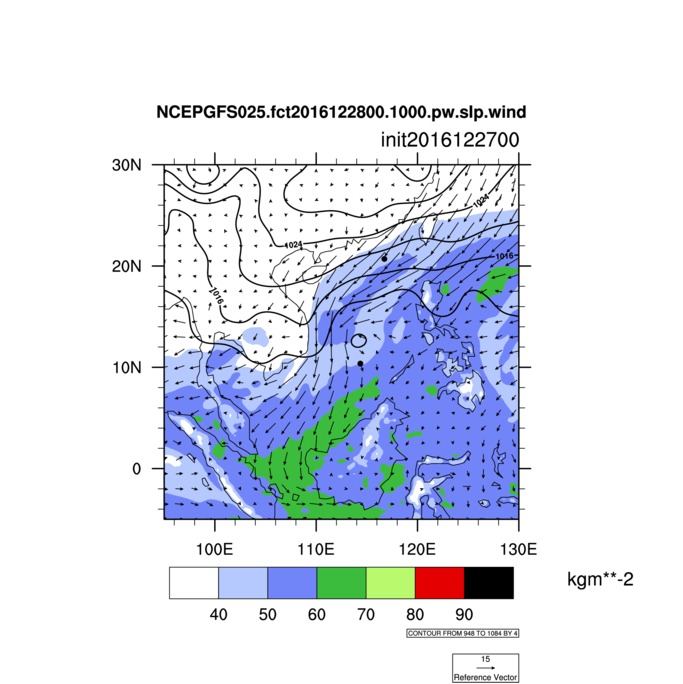 NCEPGFS025.fct2016122800.1000.pw.slp.wind
init2016122700
30N
1024
1024
20N
1016
1016
10N
0
100E 110E 120E 130E
kgm**-2
40 50 60 70 80 90
CONTOUR FROM 948 TO 1084 BY 4
15
Reference Vector